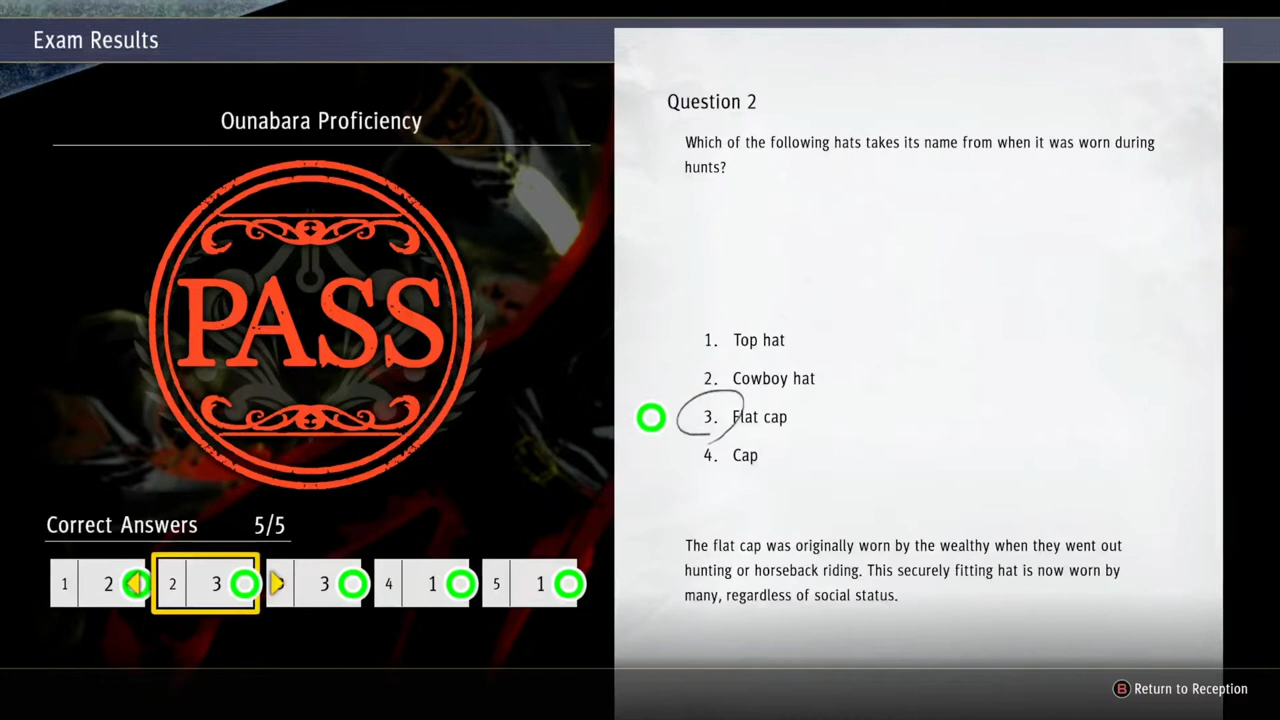 Exam Results
Ounabara Proficiency
PASS
Correct Answers 5/5
1 2 2 3 3 4 1 5 1
Question 2
Which of the following hats takes its name from when it was worn during
hunts?
1. Top hat
2. Cowboy hat
3. Flat cap
4. Cap
The flat cap was originally worn by the wealthy when they went out
hunting or horseback riding. This securely fitting hat is now worn by
many, regardless of social status.
B Return to Reception